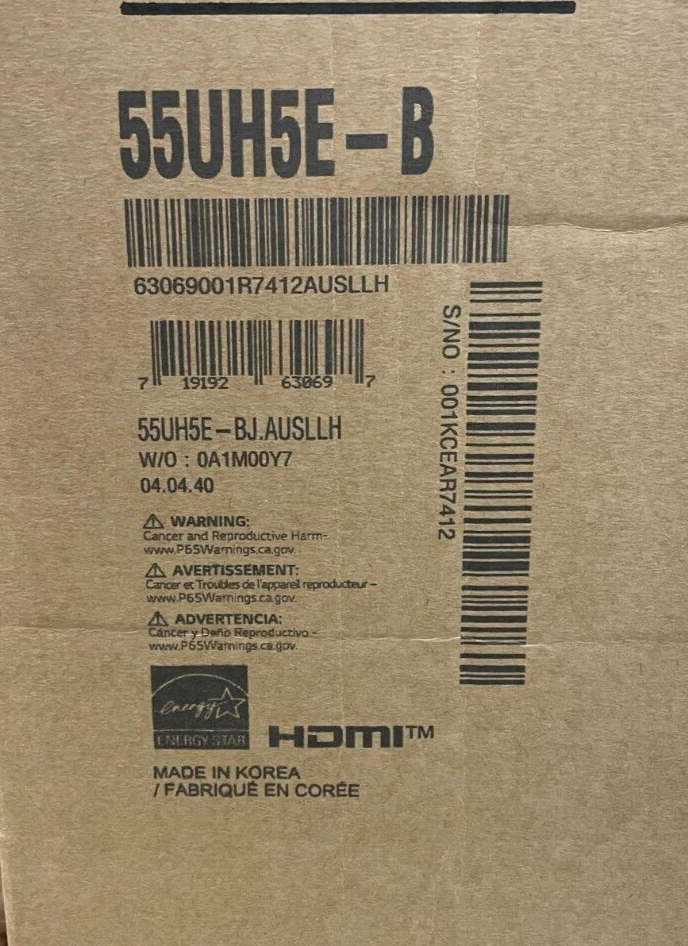 55UH5E-B
63069001R7412AUSLLH
7 19192 63069 7
S/NO : 001KCEAR7412
55UH5E-BJ.AUSLLH
W/O : 0A1M00Y7
04.04.40
⚠ WARNING:
Cancer and Reproductive Harm-
www.P65Warnings.ca.gov.
⚠ AVERTISSEMENT:
Cancer et Troubles de l'appareil reproducteur -
www.P65Warnings.ca.gov.
⚠ ADVERTENCIA:
Cáncer y Daño Reproductivo -
www.P65Warnings.ca.gov.
energy
ENERGY STAR
HDMI™
MADE IN KOREA
/ FABRIQUÉ EN CORÉE